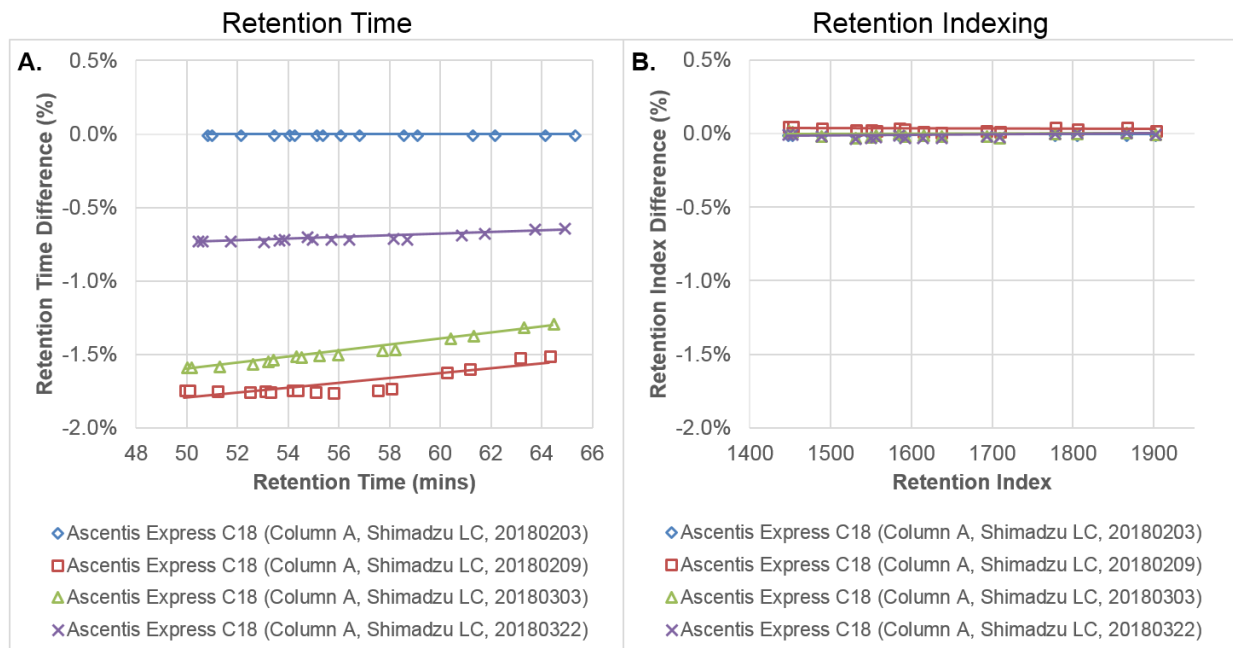 Retention Time
A.
Retention Time Difference (%)
0.5%
0.0%
-0.5%
-1.0%
-1.5%
-2.0%
48 50 52 54 56 58 60 62 64 66
Retention Time (mins)
Ascentis Express C18 (Column A, Shimadzu LC, 20180203)
Ascentis Express C18 (Column A, Shimadzu LC, 20180209)
Ascentis Express C18 (Column A, Shimadzu LC, 20180303)
Ascentis Express C18 (Column A, Shimadzu LC, 20180322)
Retention Indexing
B.
Retention Index Difference (%)
0.5%
0.0%
-0.5%
-1.0%
-1.5%
-2.0%
1400 1500 1600 1700 1800 1900
Retention Index
Ascentis Express C18 (Column A, Shimadzu LC, 20180203)
Ascentis Express C18 (Column A, Shimadzu LC, 20180209)
Ascentis Express C18 (Column A, Shimadzu LC, 20180303)
Ascentis Express C18 (Column A, Shimadzu LC, 20180322)